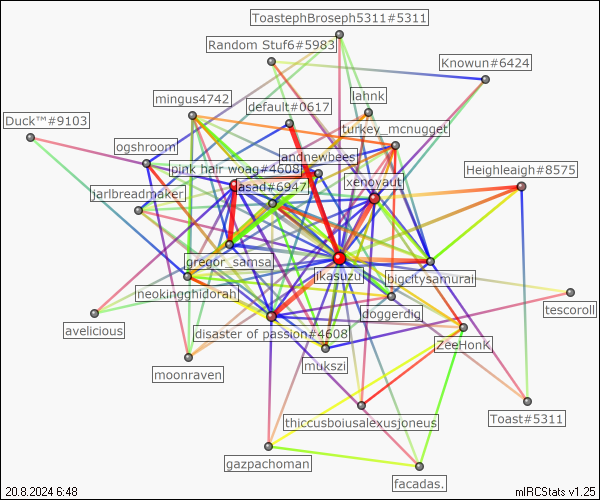 ToastephBroseph5311#5311
Random Stuf6#5983
Knowun#6424
mingus4742
lahnk
default#0617
Duck™#9103
turkey_mcnugget
ogshroom
andnewbees
pink hair woag#4608
Heighleaigh#8575
xenovaut
asad#6947
jarlbreadmaker
gregor_samsa.
ikasuzu
bigcitysamurai
neokingghidorah
tescoroll
doggerdig
avelicious
disaster of passion#4608
ZeeHonK
mukszi
moonraven
Toast#5311
thiccusboiusalexusjoneus
gazpachoman
facadas.
20.8.2024 6:48
mIRCStats v1.25